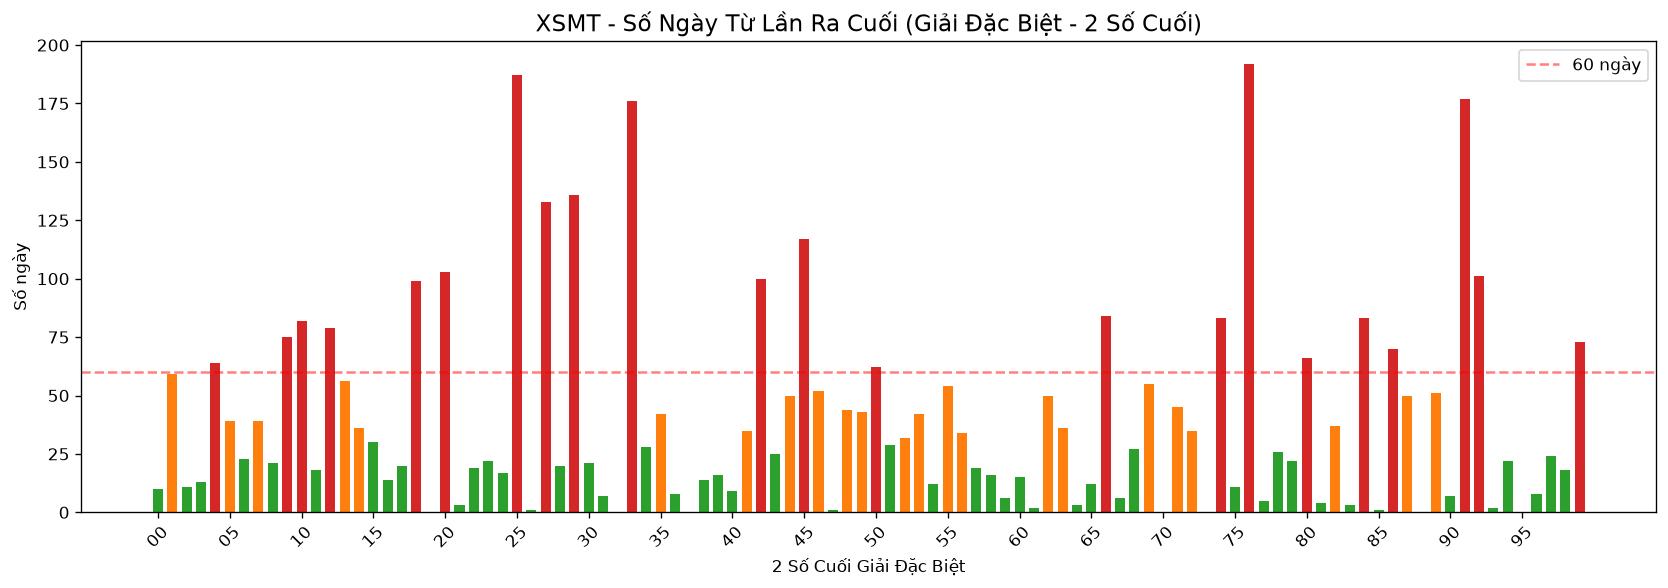 XSMT - Số Ngày Từ Lần Ra Cuối (Giải Đặc Biệt - 2 Số Cuối)
60 ngày
Số ngày
200
175
150
125
100
75
50
25
0
00 05 10 15 20 25 30 35 40 45 50 55 60 65 70 75 80 85 90 95
2 Số Cuối Giải Đặc Biệt